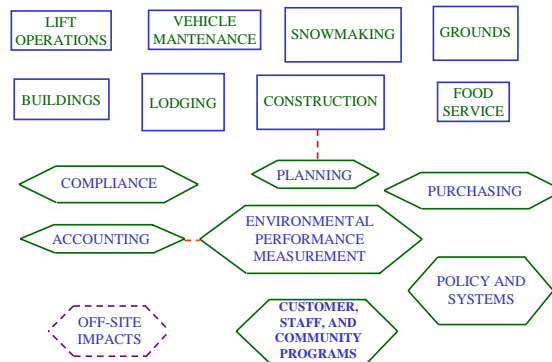 LIFT
OPERATIONS
VEHICLE
MANTENANCE
SNOWMAKING
GROUNDS
BUILDINGS
LODGING
CONSTRUCTION
FOOD
SERVICE
COMPLIANCE
PLANNING
PURCHASING
ACCOUNTING
ENVIRONMENTAL
PERFORMANCE
MEASUREMENT
POLICY AND
SYSTEMS
OFF-SITE
IMPACTS
CUSTOMER,
STAFF, AND
COMMUNITY
PROGRAMS